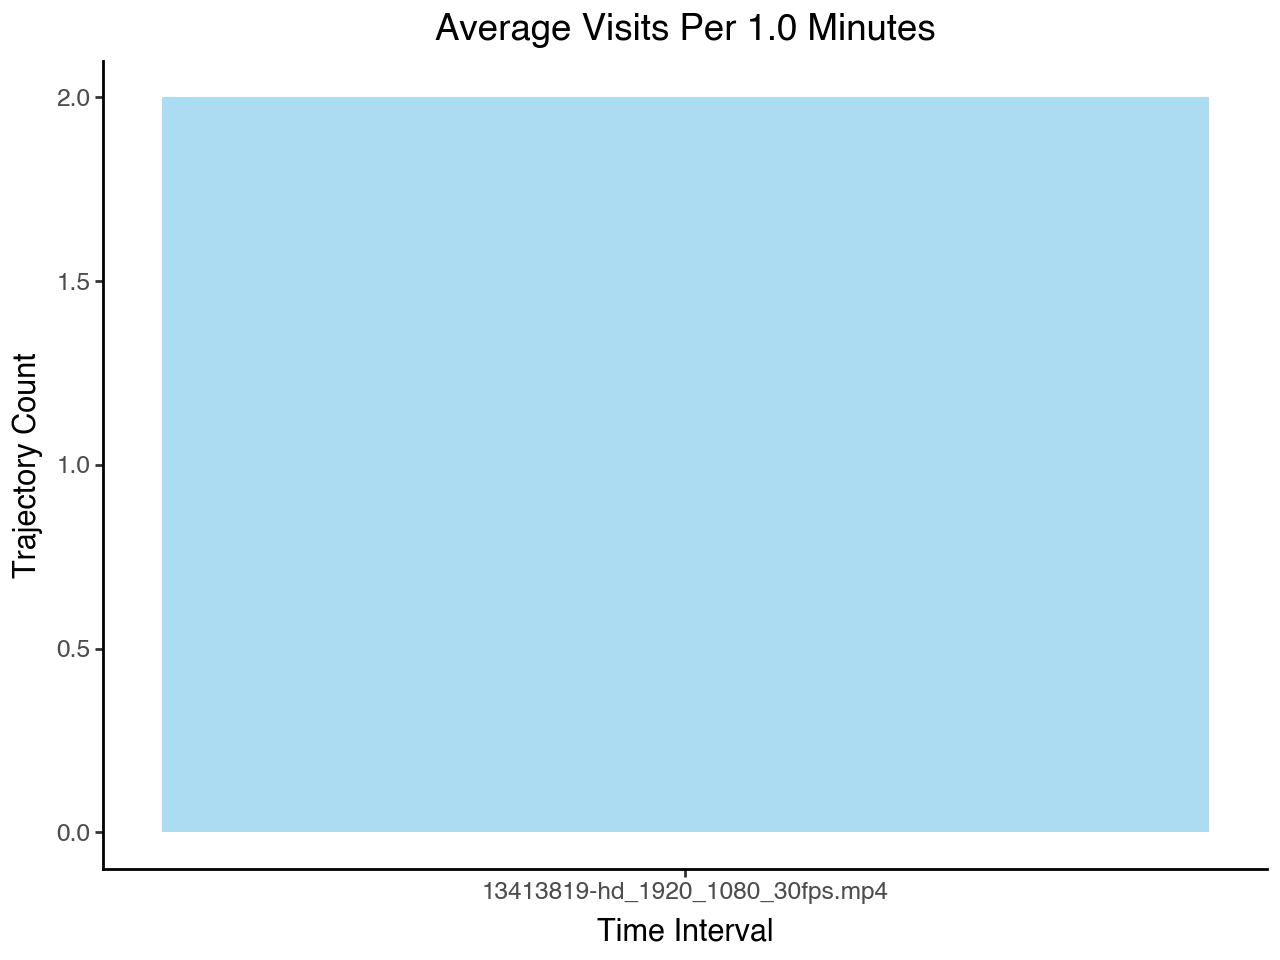 Average Visits Per 1.0 Minutes
2.0
1.5
1.0
0.5
0.0
Trajectory Count
13413819-hd_1920_1080_30fps.mp4
Time Interval